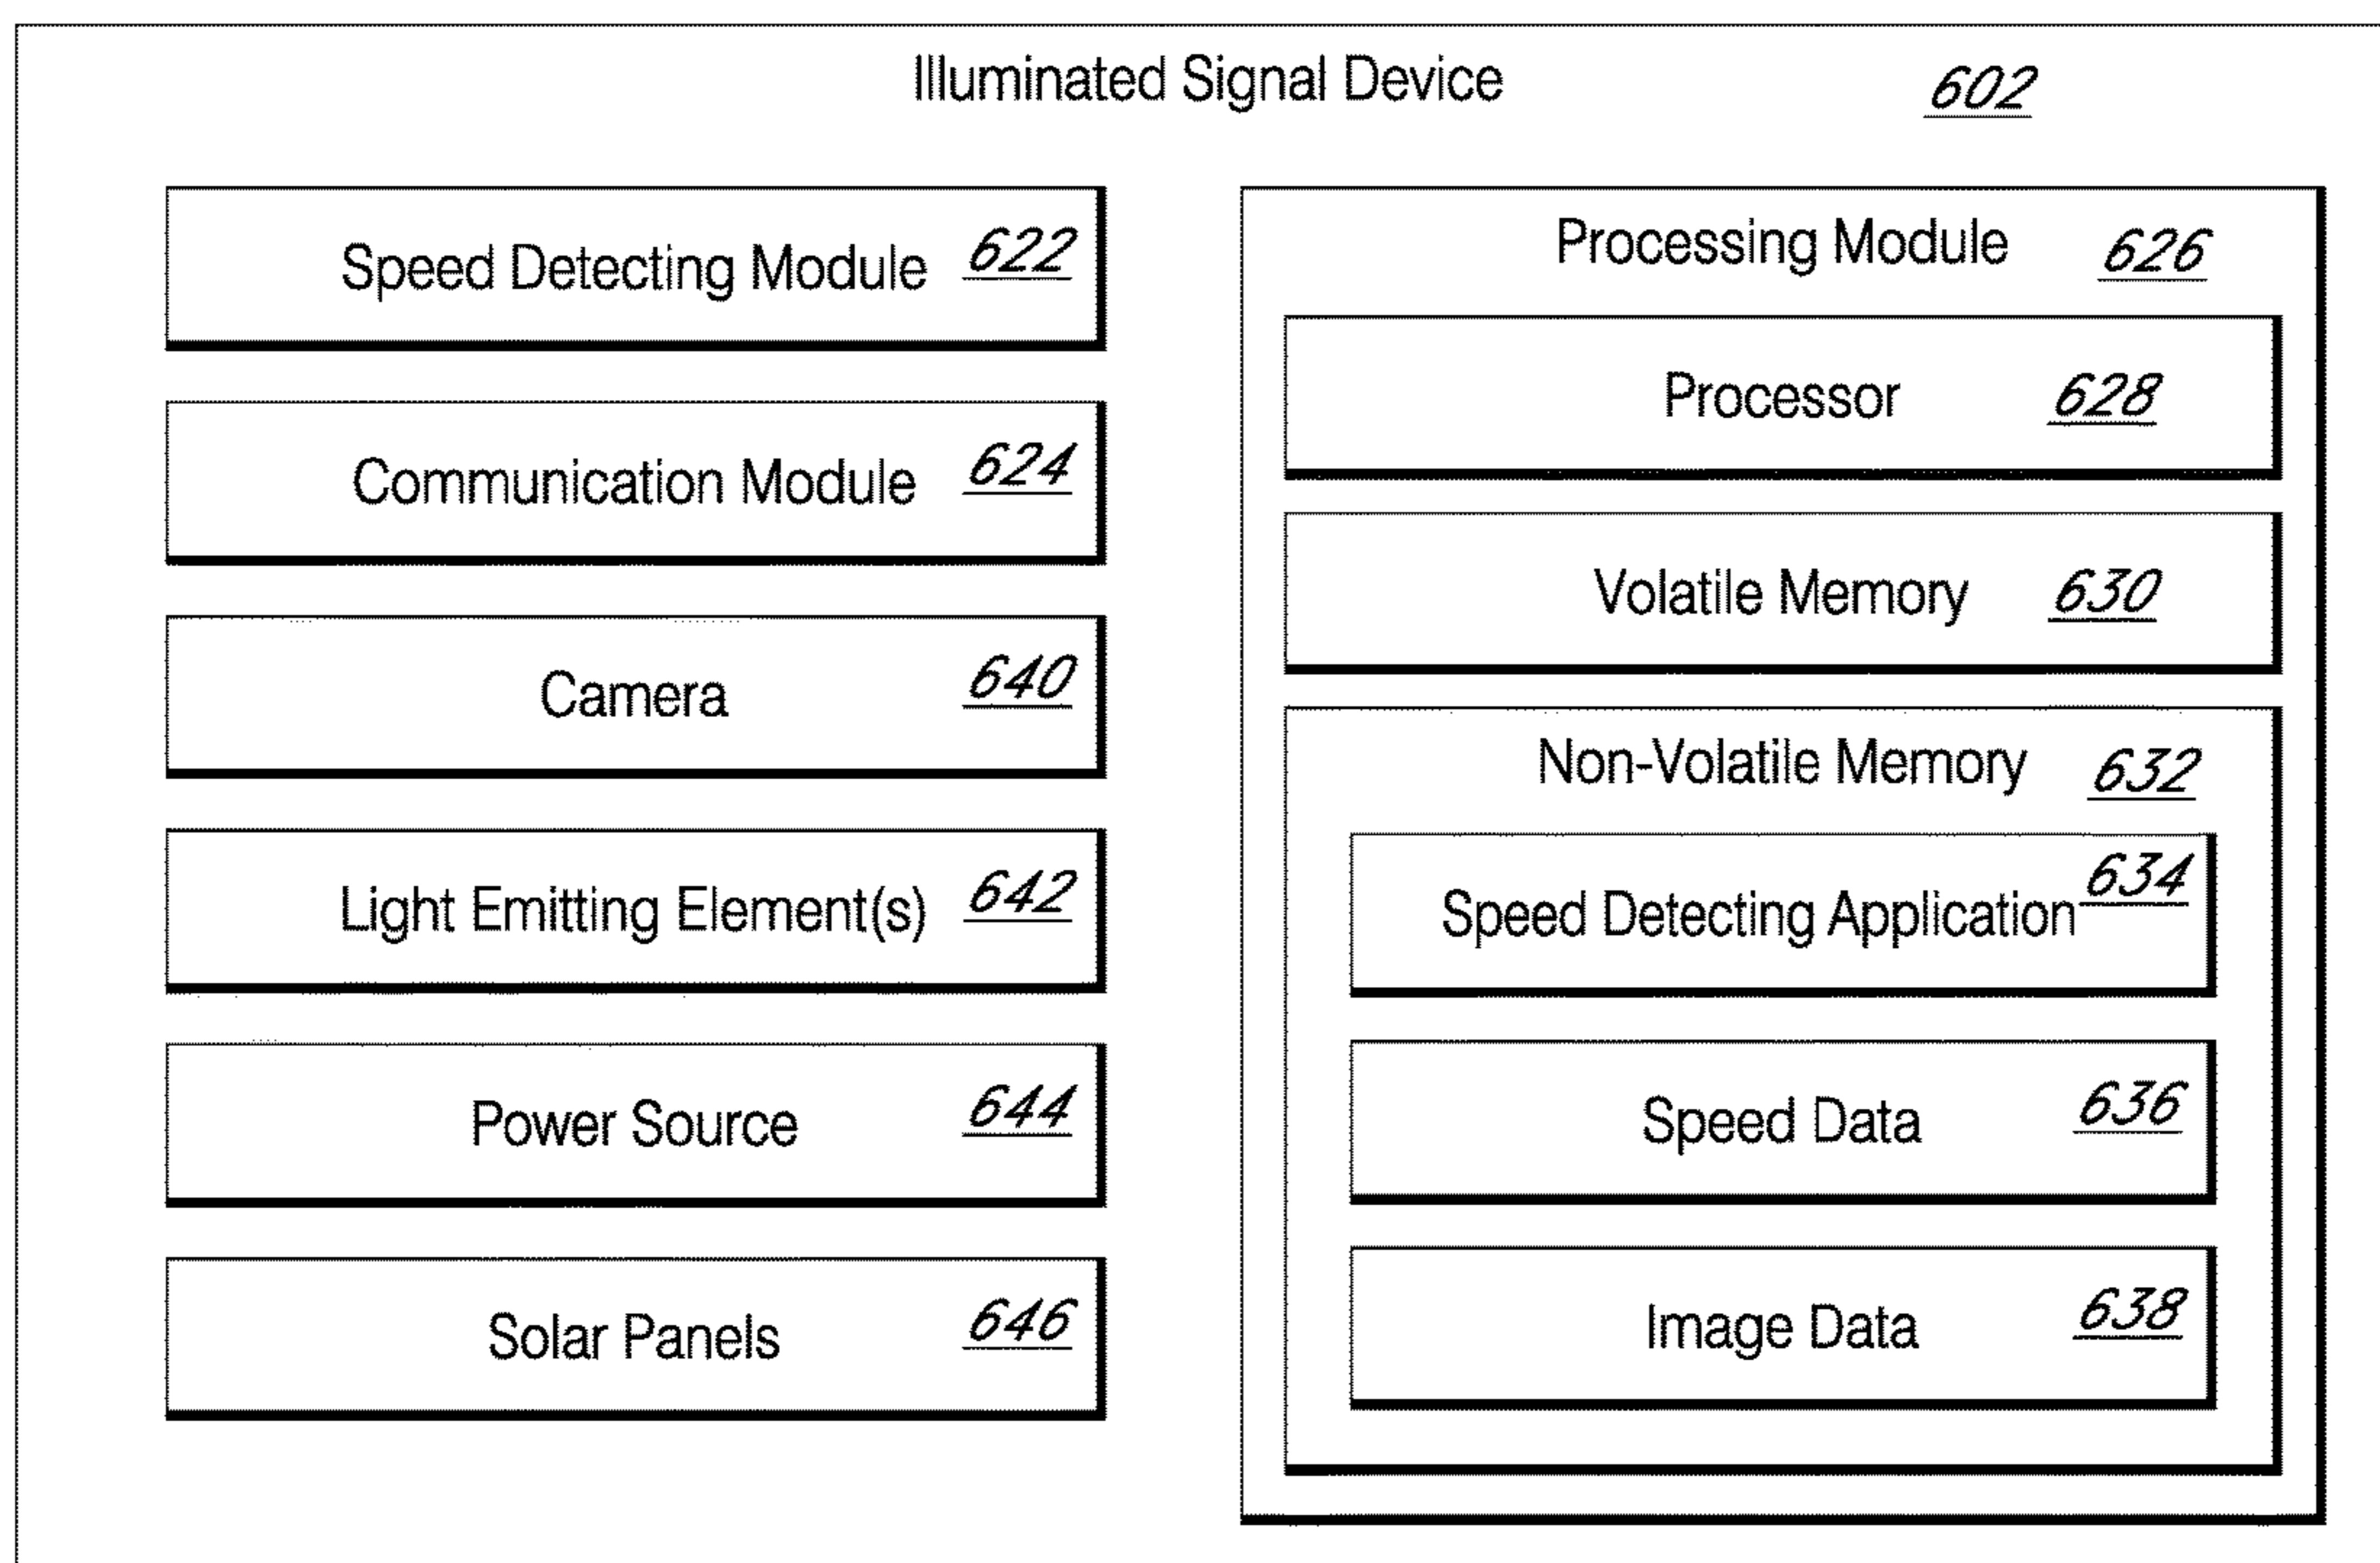 Illuminated Signal Device 602
Speed Detecting Module 622
Communication Module 624
Camera 640
Light Emitting Element(s) 642
Power Source 644
Solar Panels 646
Processing Module 626
Processor 628
Volatile Memory 630
Non-Volatile Memory 632
Speed Detecting Application 634
Speed Data 636
Image Data 638